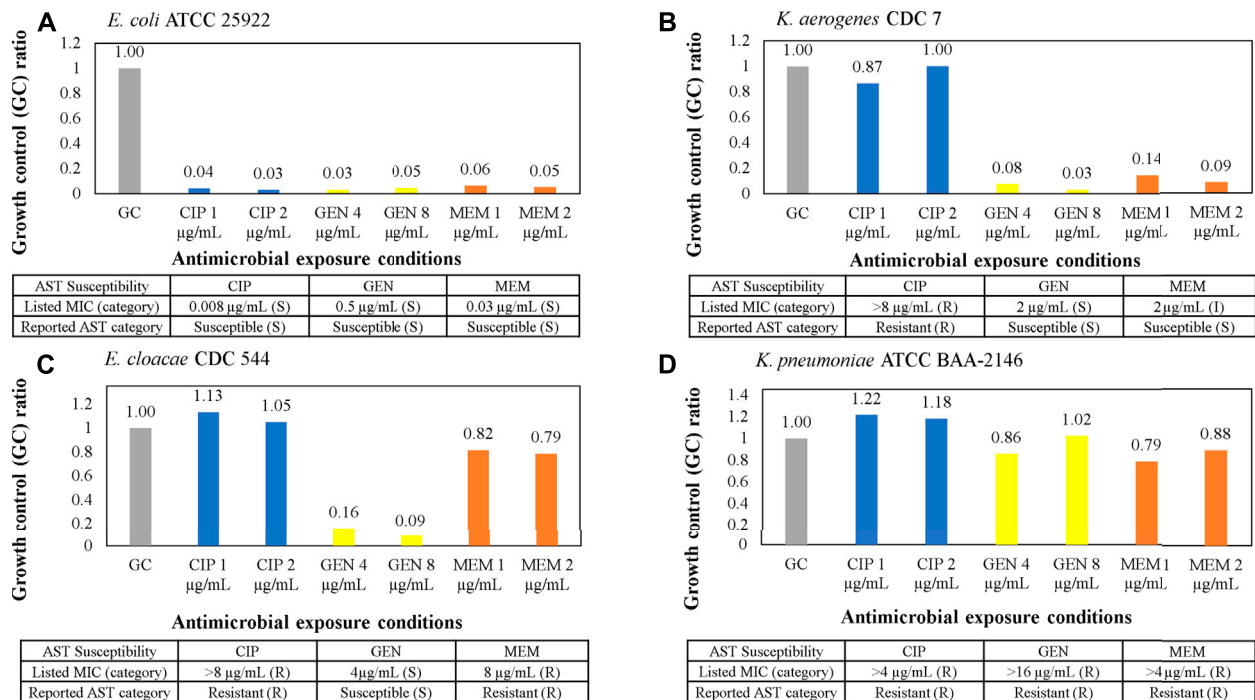 A E. coli ATCC 25922
Growth control (GC) ratio
1.2
1
0.8
0.6
0.4
0.2
0
1.00
0.04
0.03
0.03
0.05
0.06
0.05
GC CIP 1 CIP 2 GEN 4 GEN 8 MEM 1 MEM 2
µg/mL µg/mL µg/mL µg/mL µg/mL µg/mL
Antimicrobial exposure conditions
AST Susceptibility CIP GEN MEM
Listed MIC (category) 0.008 µg/mL (S) 0.5 µg/mL (S) 0.03 µg/mL (S)
Reported AST category Susceptible (S) Susceptible (S) Susceptible (S)
B K. aerogenes CDC 7
Growth control (GC) ratio
1.2
1
0.8
0.6
0.4
0.2
0
1.00
0.87
1.00
0.08
0.03
0.14
0.09
GC CIP 1 CIP 2 GEN 4 GEN 8 MEM 1 MEM 2
µg/mL µg/mL µg/mL µg/mL µg/mL µg/mL
Antimicrobial exposure conditions
AST Susceptibility CIP GEN MEM
Listed MIC (category) >8 µg/mL (R) 2 µg/mL (S) 2 µg/mL (I)
Reported AST category Resistant (R) Susceptible (S) Susceptible (S)
C E. cloacae CDC 544
Growth control (GC) ratio
1.2
1
0.8
0.6
0.4
0.2
0
1.00
1.13
1.05
0.16
0.09
0.82
0.79
GC CIP 1 CIP 2 GEN 4 GEN 8 MEM 1 MEM 2
µg/mL µg/mL µg/mL µg/mL µg/mL µg/mL
Antimicrobial exposure conditions
AST Susceptibility CIP GEN MEM
Listed MIC (category) >8 µg/mL (R) 4µg/mL (S) 8 µg/mL (R)
Reported AST category Resistant (R) Susceptible (S) Resistant (R)
D K. pneumoniae ATCC BAA-2146
Growth control (GC) ratio
1.4
1.2
1
0.8
0.6
0.4
0.2
0
1.00
1.22
1.18
0.86
1.02
0.79
0.88
GC CIP 1 CIP 2 GEN 4 GEN 8 MEM 1 MEM 2
µg/mL µg/mL µg/mL µg/mL µg/mL µg/mL
Antimicrobial exposure conditions
AST Susceptibility CIP GEN MEM
Listed MIC (category) >4 µg/mL (R) >16 µg/mL (R) >4 µg/mL (R)
Reported AST category Resistant (R) Resistant (R) Resistant (R)